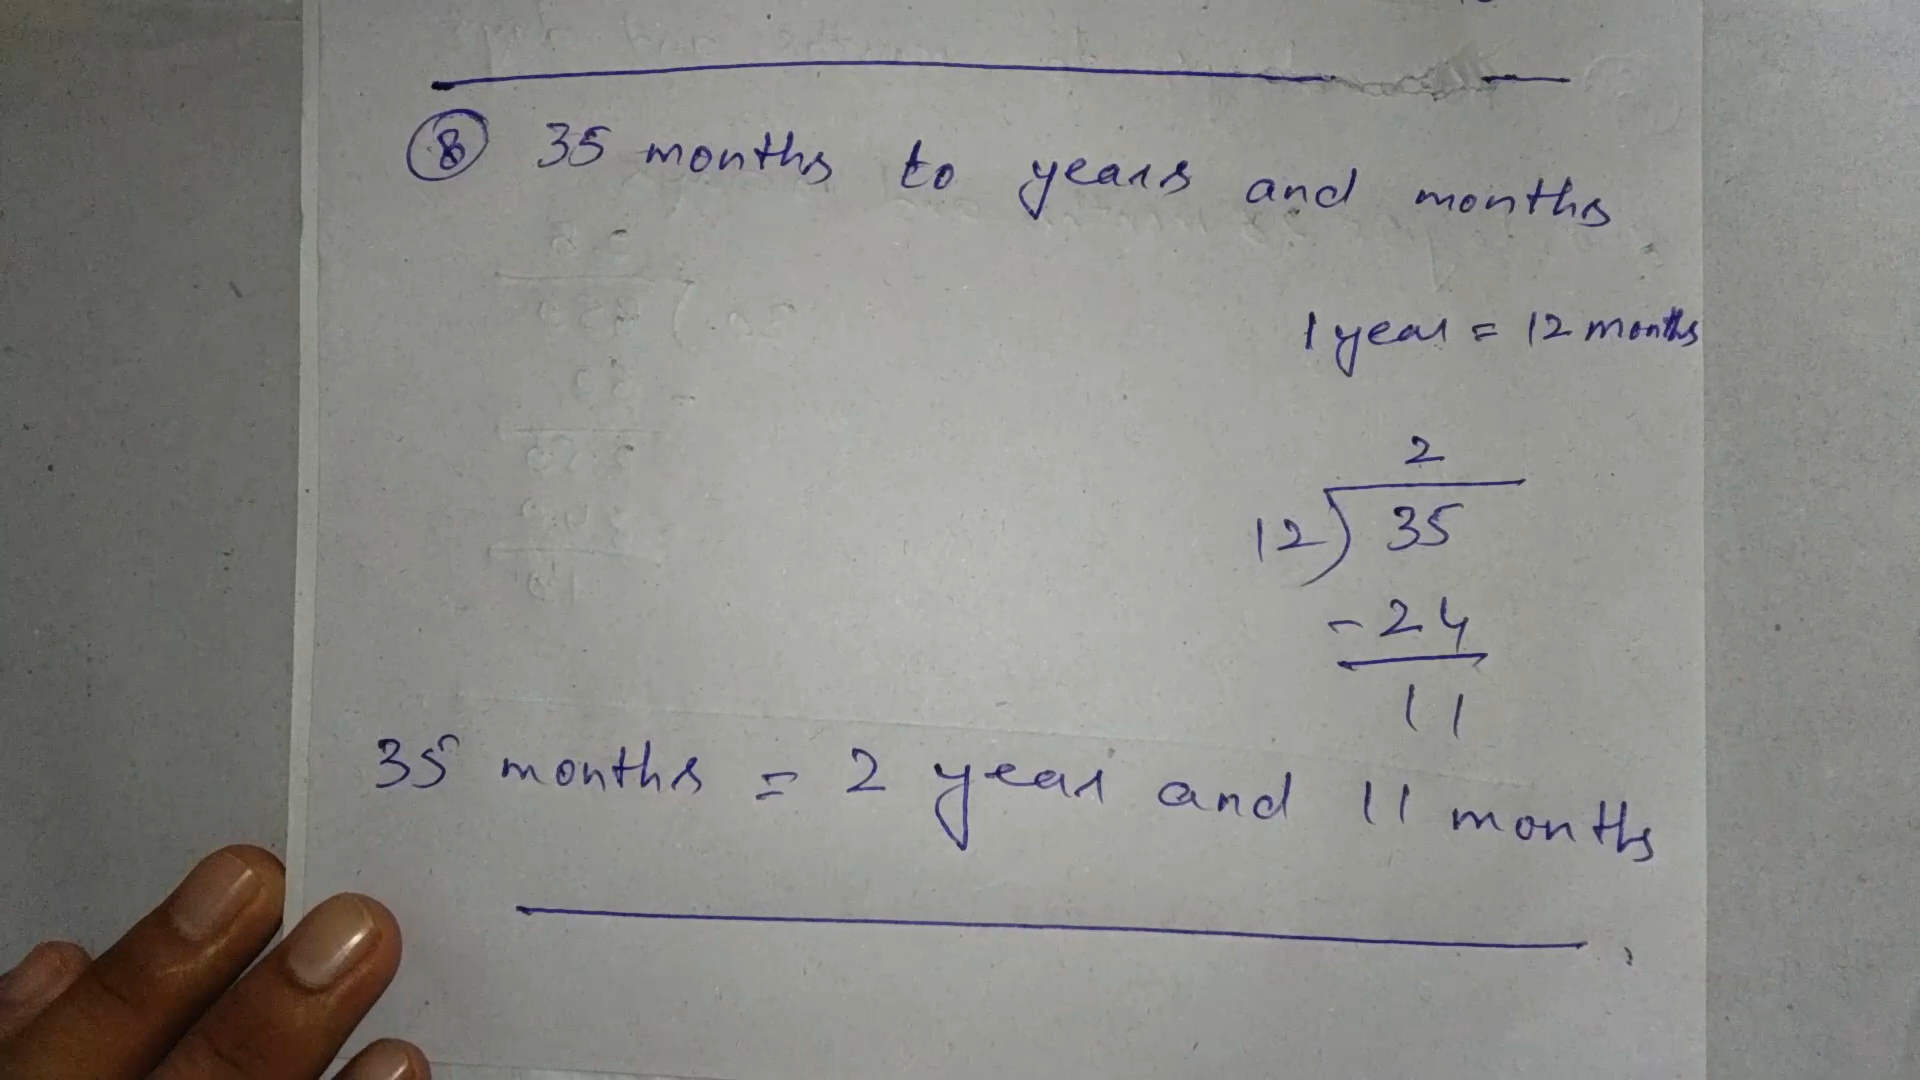 8 35 months to years and months
1 year = 12 months
2
12) 35
- 24
11
35 months = 2 year and 11 months